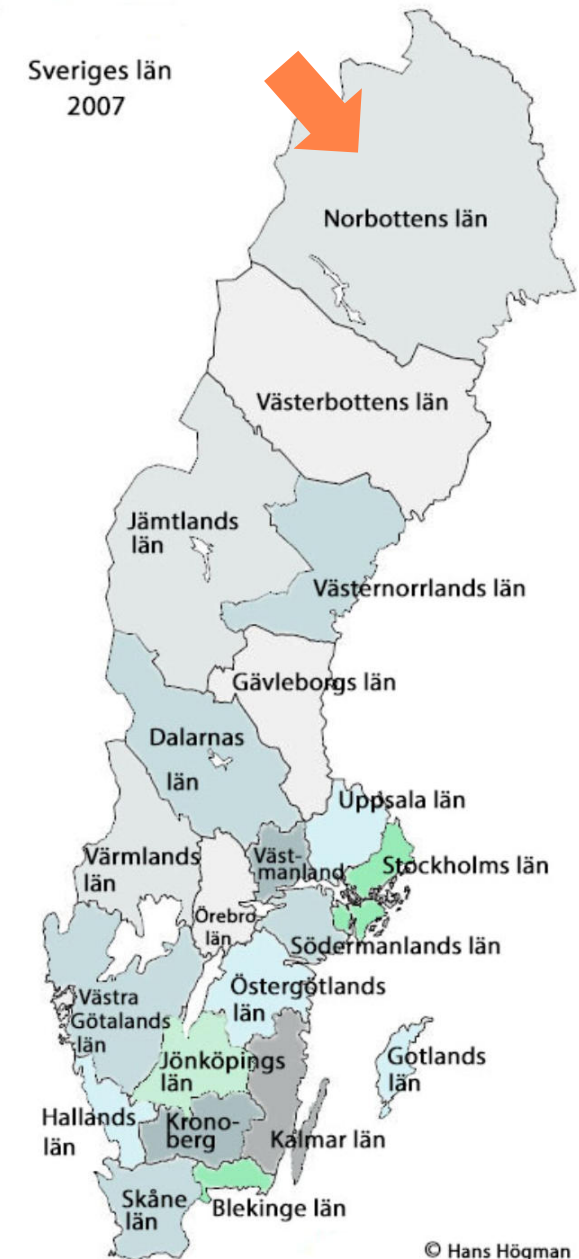 Sveriges län
2007
Norbottens län
Västerbottens län
Jämtlands
län
Västernorrlands län
Gävleborgs län
Dalarnas
län
Uppsala län
Värmlands
län
Väst-
manland
Stockholms län
Örebro
län
Södermanlands län
Västra
Götalands
län
Östergötlands
län
Jönköpings
län
Gotlands
län
Hallands
län
Krono-
berg
Kalmar län
Skåne
län
Blekinge län
© Hans Högman